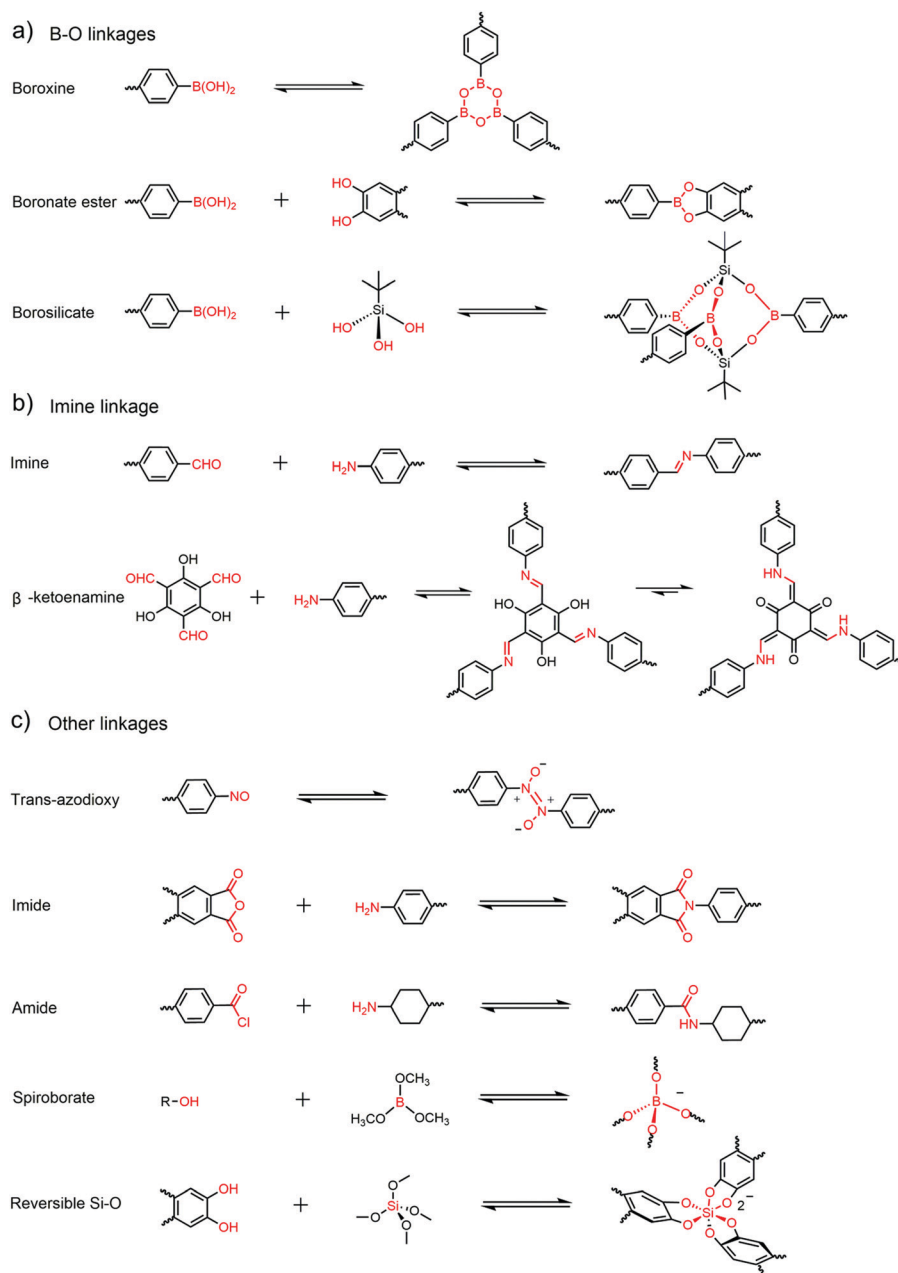 a) B-O linkages
Boroxine
B(OH)2
B
O O
B B
O
Boronate ester
B(OH)2
+
HO
HO
O
B
O
Borosilicate
B(OH)2
+
Si
HO OH
OH
Si
O O O
B B B
O O O
Si
b) Imine linkage
Imine
CHO
+
H2N
N
β -ketoenamine
OHC OH CHO
HO OH
CHO
+
H2N
N
HO OH
N OH N
HN
O O
H
N
NH O
c) Other linkages
Trans-azodioxy
NO
O −
N
+
N +
− O
Imide
O
O
O
+
H2N
O
N
O
Amide
O
Cl
+
H2N
O
HN
Spiroborate
R-OH
+
OCH3
B
H3CO OCH3
O −
B
O O
O
Reversible Si-O
OH
OH
+
O
Si O
O O
O O
O Si O 2−
O O